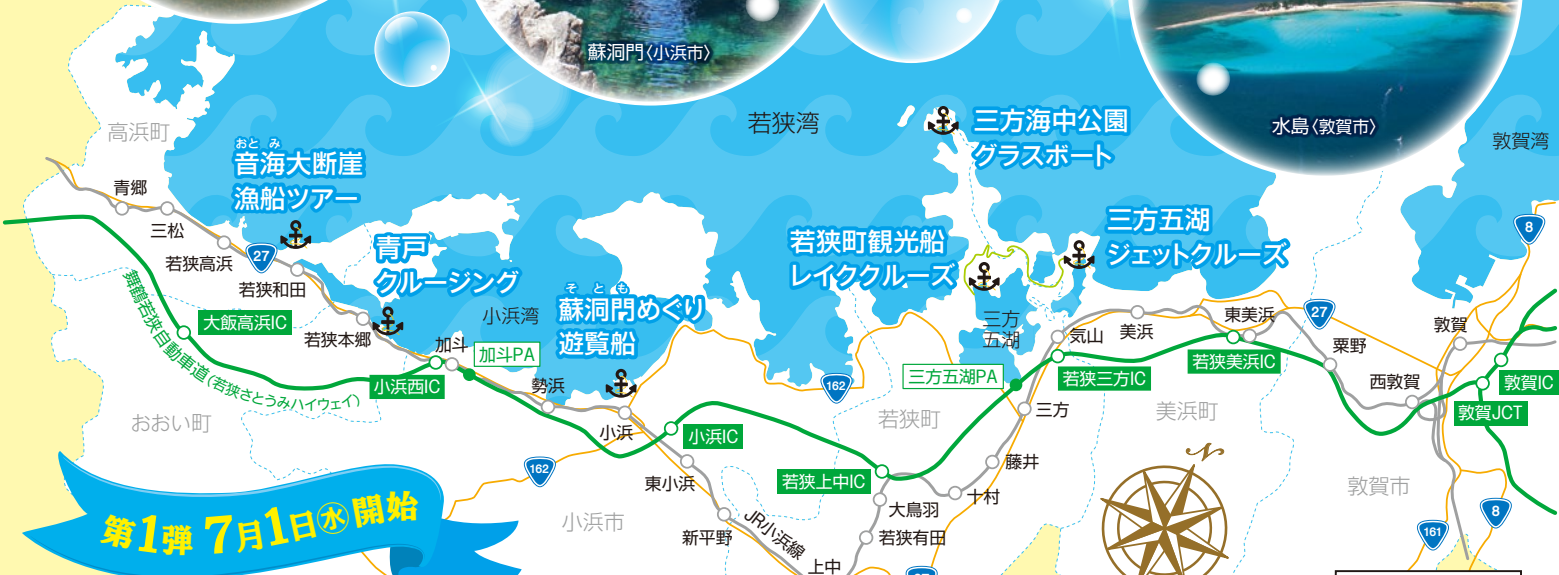 蘇洞門〈小浜市〉
水島〈敦賀市〉
若狭湾
敦賀湾
高浜町
おとみ
音海大断崖
漁船ツアー
三方海中公園
グラスボート
青戸
クルージング
若狭町観光船
レイククルーズ
三方五湖
ジェットクルーズ
そとも
蘇洞門めぐり
遊覧船
小浜湾
三方
五湖
青郷
三松
若狭高浜
27
若狭和田
若狭本郷
加斗
加斗PA
勢浜
小浜
東小浜
新平野
JR小浜線
上中
大鳥羽
若狭有田
十村
藤井
三方
気山
美浜
東美浜
27
粟野
西敦賀
敦賀
8
舞鶴若狭自動車道(若狭さとうみハイウェイ)
大飯高浜IC
小浜西IC
小浜IC
若狭上中IC
三方五湖PA
若狭三方IC
若狭美浜IC
敦賀IC
敦賀JCT
162
162
161
8
おおい町
小浜市
若狭町
美浜町
敦賀市
N
第1弾 7月1日㊌開始